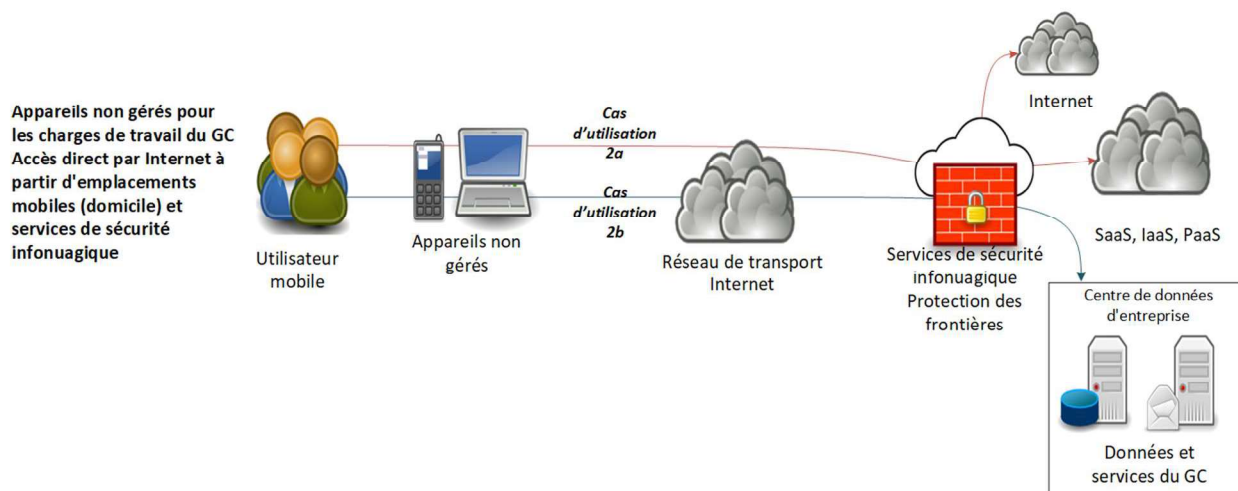 Appareils non gérés pour
les charges de travail du GC
Accès direct par Internet à
partir d'emplacements
mobiles (domicile) et
services de sécurité
infonuagique
Utilisateur
mobile
Appareils non
gérés
Cas
d'utilisation
2a
Cas
d'utilisation
2b
Réseau de transport
Internet
Services de sécurité
infonuagique
Protection des
frontières
Internet
SaaS, IaaS, PaaS
Centre de données
d'entreprise
Données et
services du GC